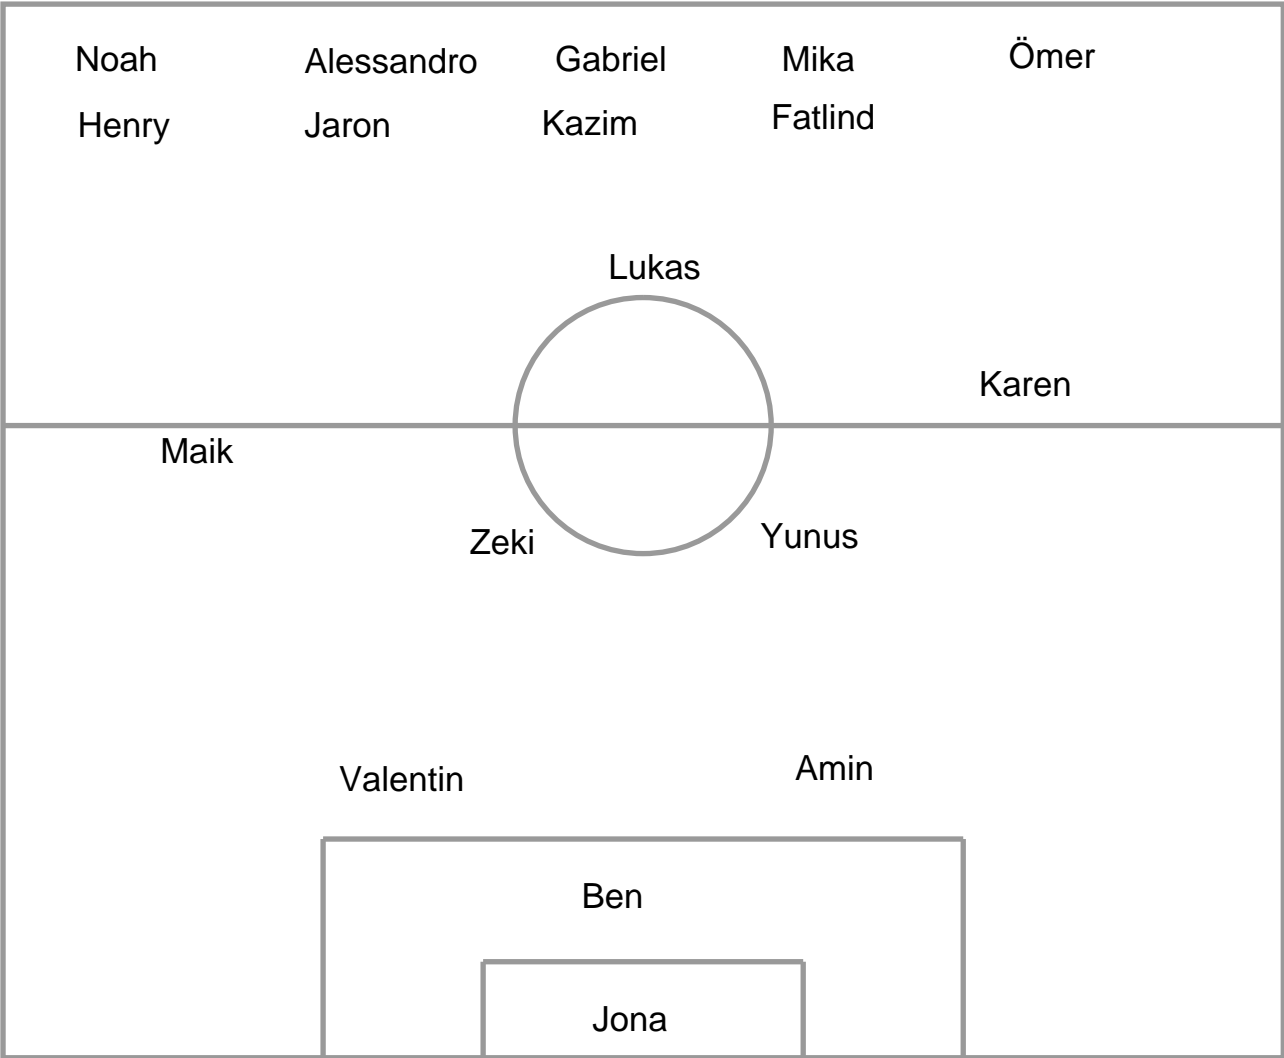 Noah Alessandro Gabriel Mika Ömer
Henry Jaron Kazim Fatlind
Lukas
Karen
Maik
Zeki Yunus
Valentin Amin
Ben
Jona